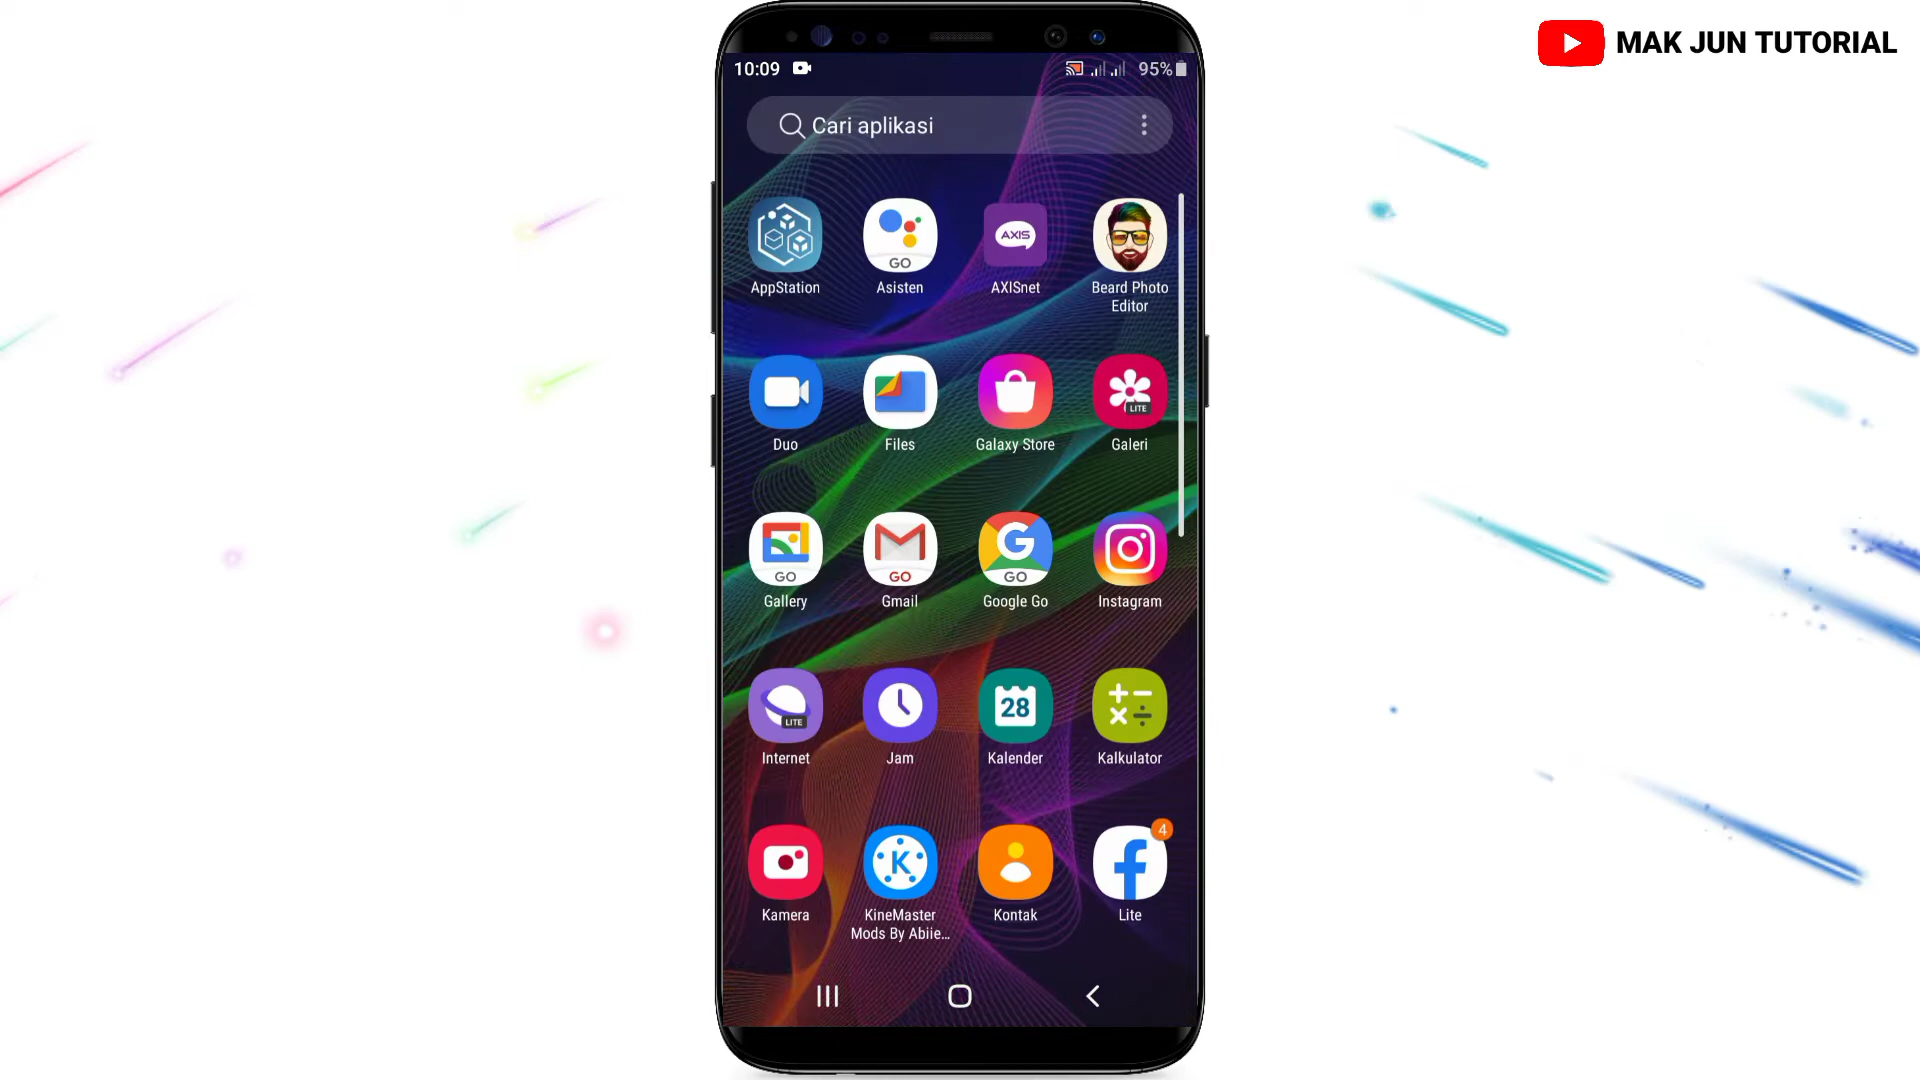 MAK JUN TUTORIAL
10:09
95%
Cari aplikasi
GO
AXIS
AppStation
Asisten
AXISnet
Beard Photo
Editor
LITE
Duo
Files
Galaxy Store
Galeri
GO
GO
G
GO
Gallery
Gmail
Google Go
Instagram
LITE
28
Internet
Jam
Kalender
Kalkulator
4
K
Kamera
KineMaster
Mods By Abiie...
Kontak
Lite